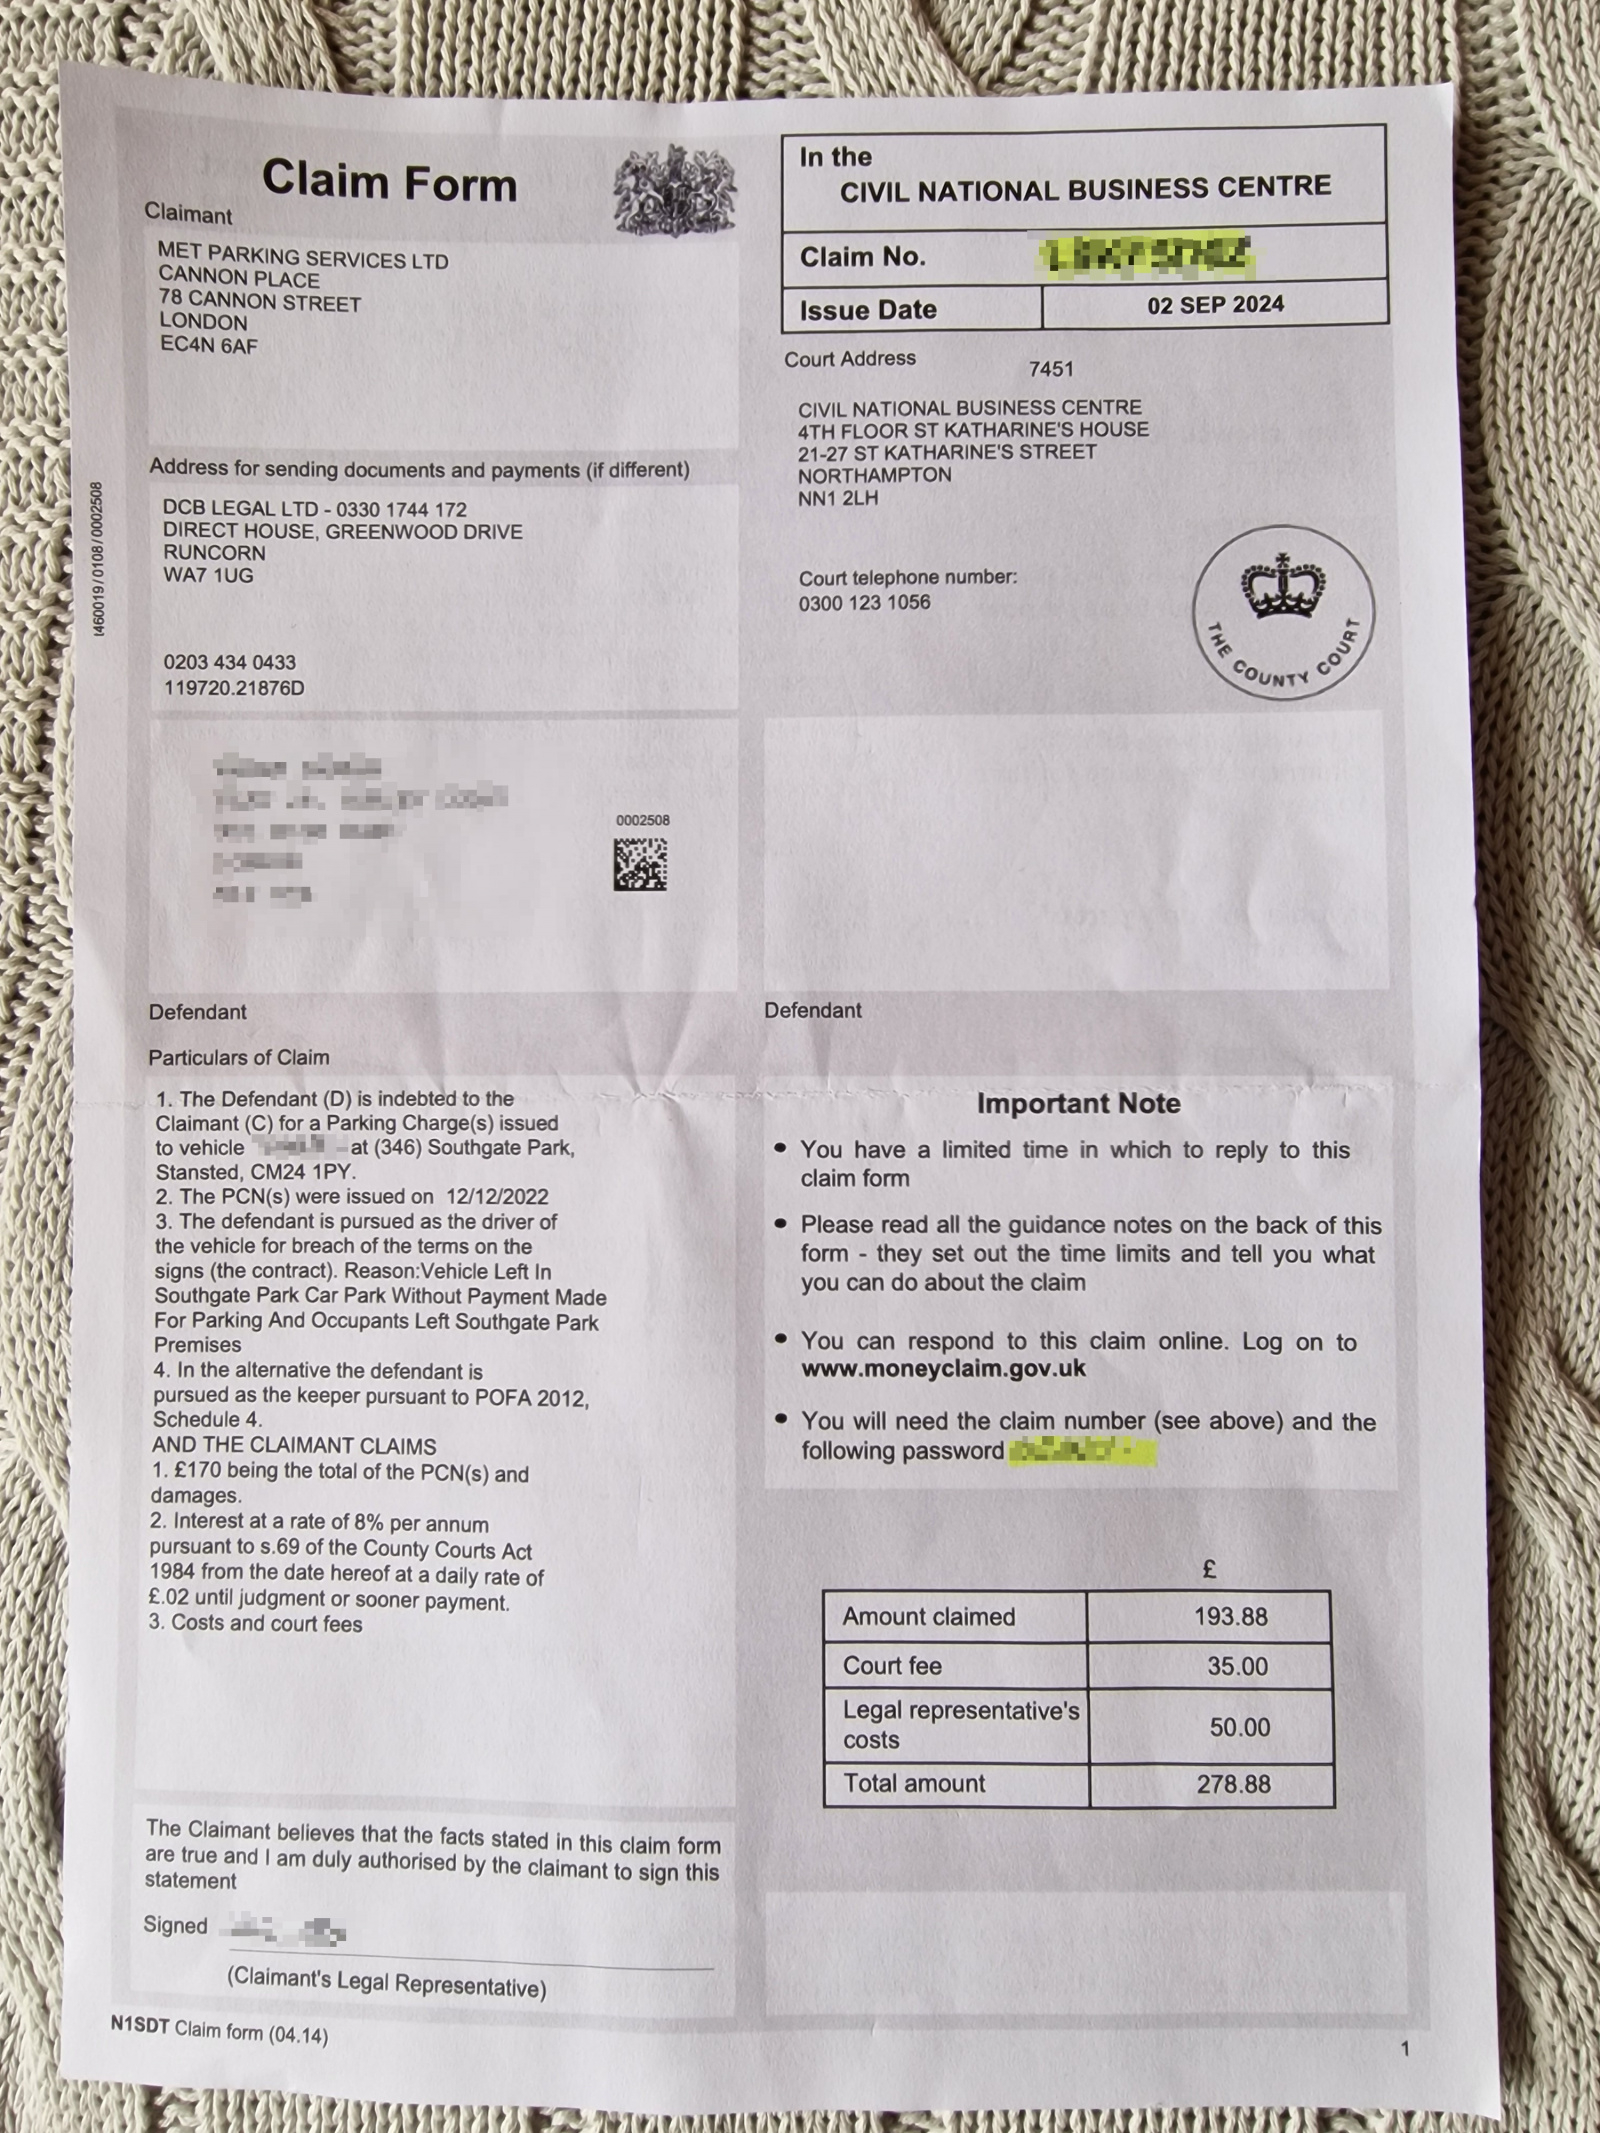 Claim Form
Claimant
MET PARKING SERVICES LTD
CANNON PLACE
78 CANNON STREET
LONDON
EC4N 6AF
Address for sending documents and payments (if different)
DCB LEGAL LTD - 0330 1744 172
DIRECT HOUSE, GREENWOOD DRIVE
RUNCORN
WA7 1UG
0203 434 0433
119720.21876D
t460019/0108/0002508
In the
CIVIL NATIONAL BUSINESS CENTRE
Claim No.
Issue Date 02 SEP 2024
Court Address 7451
CIVIL NATIONAL BUSINESS CENTRE
4TH FLOOR ST KATHARINE'S HOUSE
21-27 ST KATHARINE'S STREET
NORTHAMPTON
NN1 2LH
Court telephone number:
0300 123 1056
THE COUNTY COURT
0002508
Defendant
Defendant
Particulars of Claim
1. The Defendant (D) is indebted to the
Claimant (C) for a Parking Charge(s) issued
to vehicle at (346) Southgate Park,
Stansted, CM24 1PY.
2. The PCN(s) were issued on 12/12/2022
3. The defendant is pursued as the driver of
the vehicle for breach of the terms on the
signs (the contract). Reason:Vehicle Left In
Southgate Park Car Park Without Payment Made
For Parking And Occupants Left Southgate Park
Premises
4. In the alternative the defendant is
pursued as the keeper pursuant to POFA 2012,
Schedule 4.
AND THE CLAIMANT CLAIMS
1. £170 being the total of the PCN(s) and
damages.
2. Interest at a rate of 8% per annum
pursuant to s.69 of the County Courts Act
1984 from the date hereof at a daily rate of
£.02 until judgment or sooner payment.
3. Costs and court fees
The Claimant believes that the facts stated in this claim form
are true and I am duly authorised by the claimant to sign this
statement
Signed
(Claimant's Legal Representative)
Important Note
• You have a limited time in which to reply to this
claim form
• Please read all the guidance notes on the back of this
form - they set out the time limits and tell you what
you can do about the claim
• You can respond to this claim online. Log on to
www.moneyclaim.gov.uk
• You will need the claim number (see above) and the
following password
£
Amount claimed 193.88
Court fee 35.00
Legal representative's
costs 50.00
Total amount 278.88
N1SDT Claim form (04.14)
1